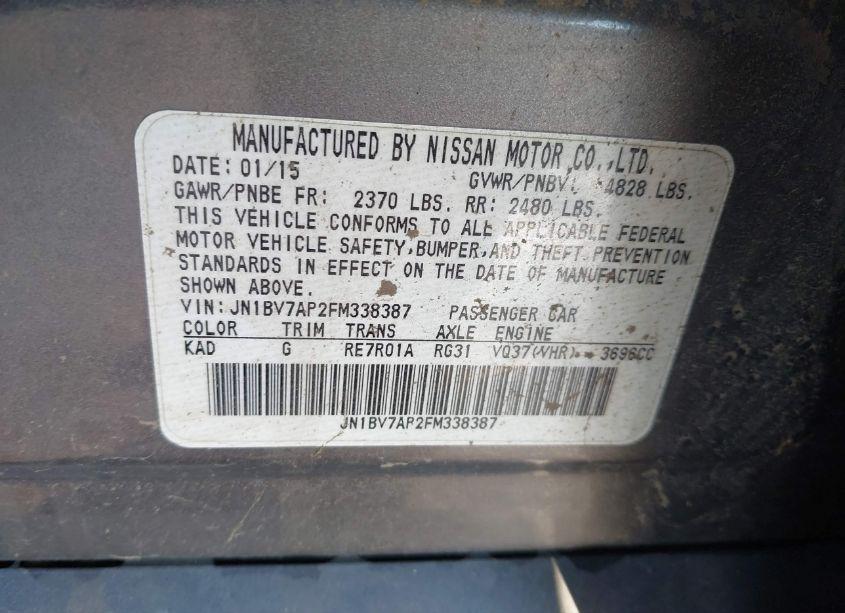 MANUFACTURED BY NISSAN MOTOR CO.,LTD.
DATE: 01/15 GVWR/PNBV: 4828 LBS.
GAWR/PNBE FR: 2370 LBS. RR: 2480 LBS.
THIS VEHICLE CONFORMS TO ALL APPLICABLE FEDERAL
MOTOR VEHICLE SAFETY,BUMPER,AND THEFT PREVENTION
STANDARDS IN EFFECT ON THE DATE OF MANUFACTURE
SHOWN ABOVE.
VIN:JN1BV7AP2FM338387 PASSENGER CAR
COLOR TRIM TRANS AXLE ENGINE
KAD G RE7R01A RG31 VQ37(VHR) 3696CC
JN1BV7AP2FM338387